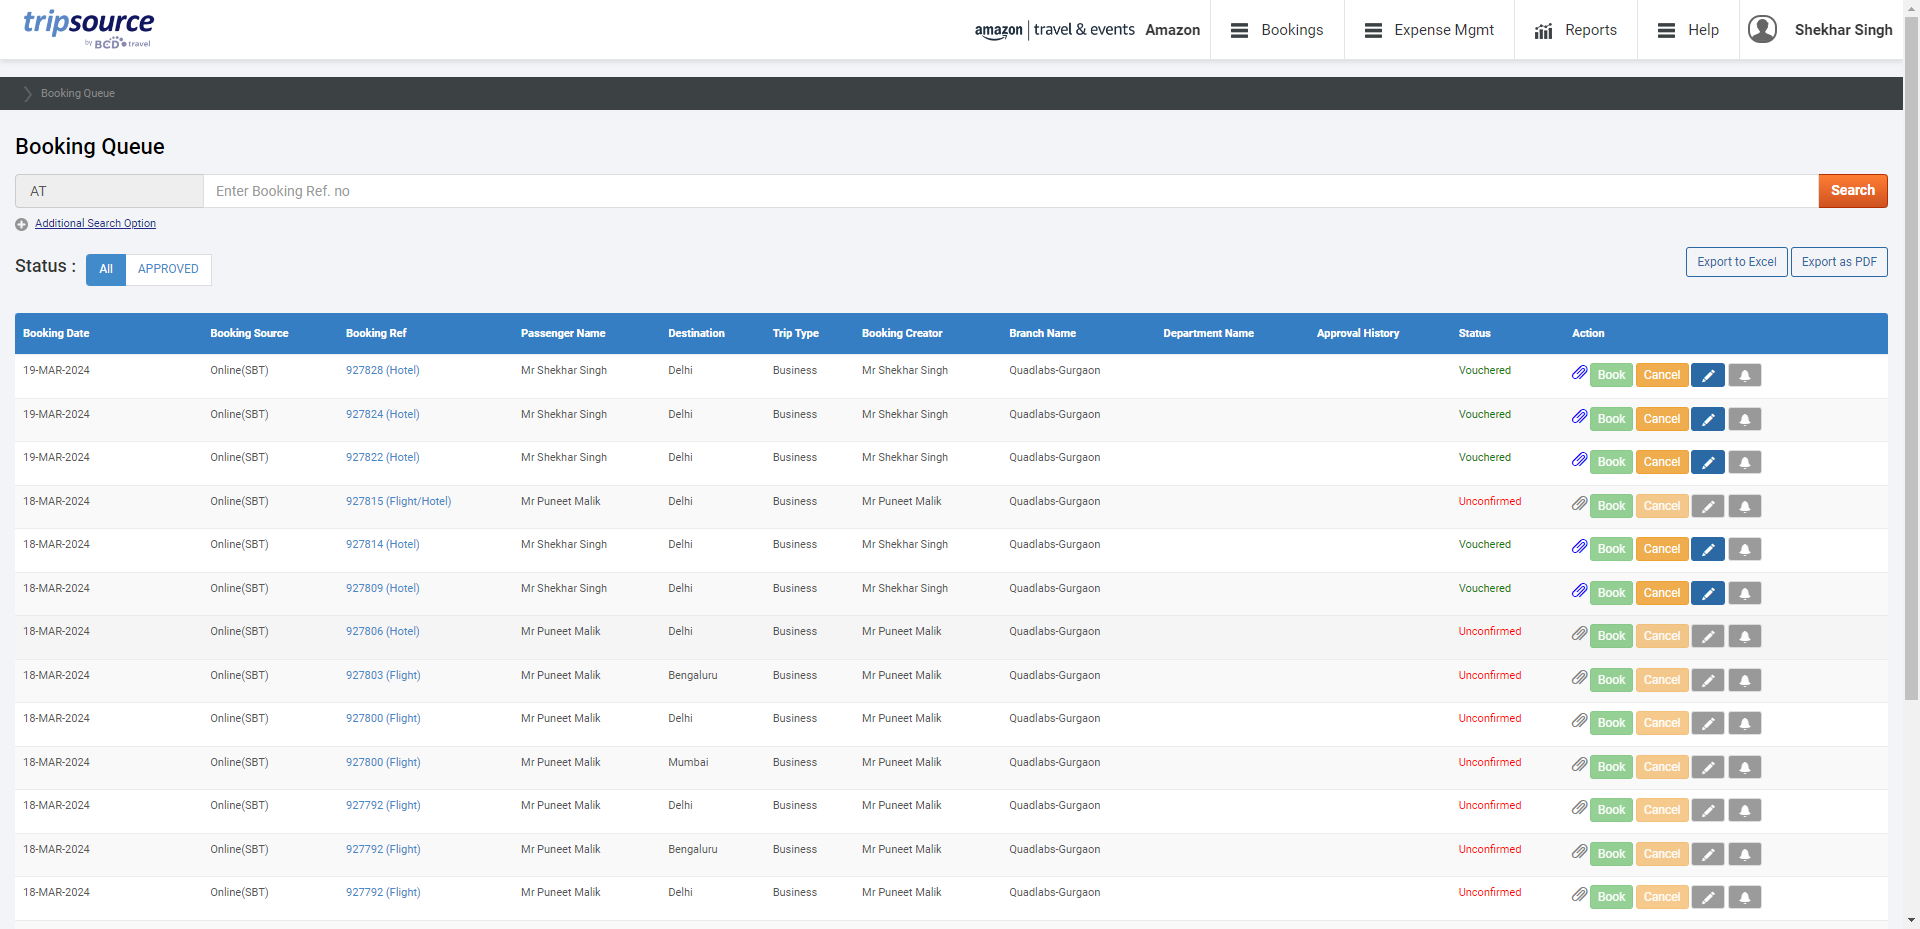 tripsource
by BCD travel
amazon | travel & events Amazon Bookings Expense Mgmt Reports Help Shekhar Singh
Booking Queue
Booking Queue
AT Enter Booking Ref. no Search
Additional Search Option
Status : All APPROVED Export to Excel Export as PDF
Booking Date Booking Source Booking Ref Passenger Name Destination Trip Type Booking Creator Branch Name Department Name Approval History Status Action
19-MAR-2024 Online(SBT) 927828 (Hotel) Mr Shekhar Singh Delhi Business Mr Shekhar Singh Quadlabs-Gurgaon Vouchered Book Cancel
19-MAR-2024 Online(SBT) 927824 (Hotel) Mr Shekhar Singh Delhi Business Mr Shekhar Singh Quadlabs-Gurgaon Vouchered Book Cancel
19-MAR-2024 Online(SBT) 927822 (Hotel) Mr Shekhar Singh Delhi Business Mr Shekhar Singh Quadlabs-Gurgaon Vouchered Book Cancel
18-MAR-2024 Online(SBT) 927815 (Flight/Hotel) Mr Puneet Malik Delhi Business Mr Puneet Malik Quadlabs-Gurgaon Unconfirmed Book Cancel
18-MAR-2024 Online(SBT) 927814 (Hotel) Mr Shekhar Singh Delhi Business Mr Shekhar Singh Quadlabs-Gurgaon Vouchered Book Cancel
18-MAR-2024 Online(SBT) 927809 (Hotel) Mr Shekhar Singh Delhi Business Mr Shekhar Singh Quadlabs-Gurgaon Vouchered Book Cancel
18-MAR-2024 Online(SBT) 927806 (Hotel) Mr Puneet Malik Delhi Business Mr Puneet Malik Quadlabs-Gurgaon Unconfirmed Book Cancel
18-MAR-2024 Online(SBT) 927803 (Flight) Mr Puneet Malik Bengaluru Business Mr Puneet Malik Quadlabs-Gurgaon Unconfirmed Book Cancel
18-MAR-2024 Online(SBT) 927800 (Flight) Mr Puneet Malik Delhi Business Mr Puneet Malik Quadlabs-Gurgaon Unconfirmed Book Cancel
18-MAR-2024 Online(SBT) 927800 (Flight) Mr Puneet Malik Mumbai Business Mr Puneet Malik Quadlabs-Gurgaon Unconfirmed Book Cancel
18-MAR-2024 Online(SBT) 927792 (Flight) Mr Puneet Malik Delhi Business Mr Puneet Malik Quadlabs-Gurgaon Unconfirmed Book Cancel
18-MAR-2024 Online(SBT) 927792 (Flight) Mr Puneet Malik Bengaluru Business Mr Puneet Malik Quadlabs-Gurgaon Unconfirmed Book Cancel
18-MAR-2024 Online(SBT) 927792 (Flight) Mr Puneet Malik Delhi Business Mr Puneet Malik Quadlabs-Gurgaon Unconfirmed Book Cancel